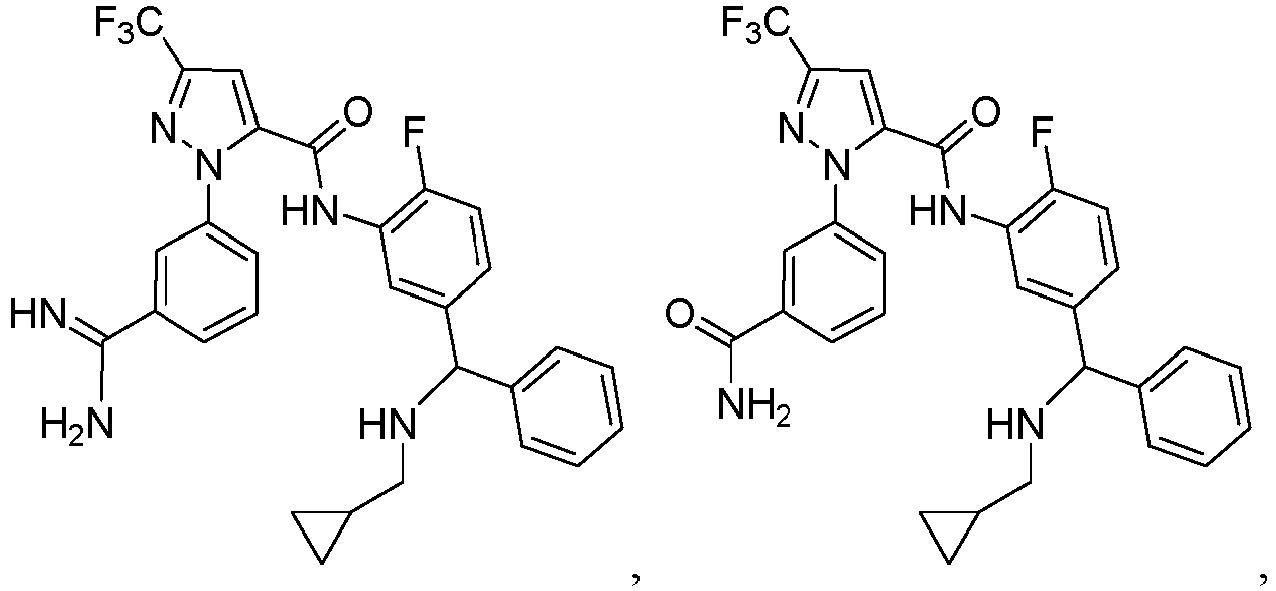 F₃C F₃C
O O
F F
N N
N N
HN HN
HN O
H₂N NH₂
HN HN
, ,